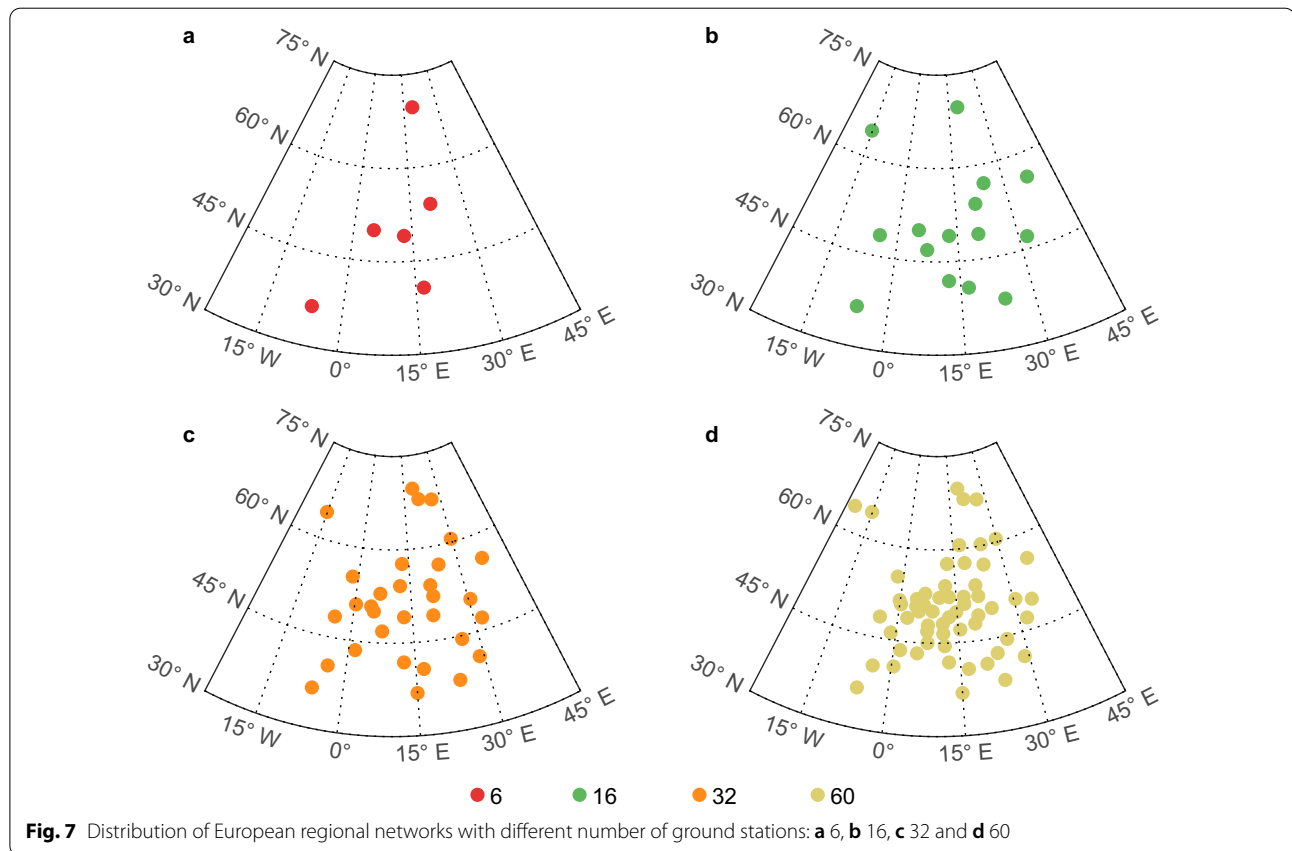 a
75° N
60° N
45° N
30° N
15° W
0°
15° E
30° E
45° E
b
75° N
60° N
45° N
30° N
15° W
0°
15° E
30° E
45° E
c
75° N
60° N
45° N
30° N
15° W
0°
15° E
30° E
45° E
d
75° N
60° N
45° N
30° N
15° W
0°
15° E
30° E
45° E
6 16 32 60
Fig. 7 Distribution of European regional networks with different number of ground stations: a 6, b 16, c 32 and d 60